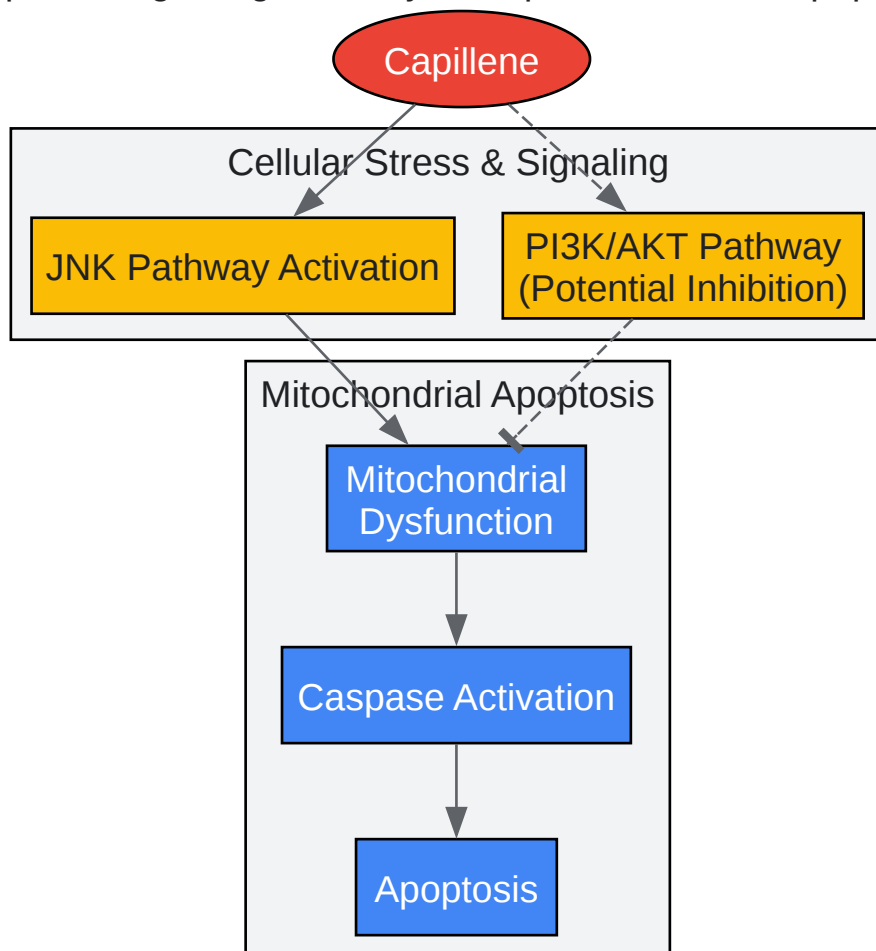 Capillene
Cellular Stress & Signaling
JNK Pathway Activation
PI3K/AKT Pathway
(Potential Inhibition)
Mitochondrial Apoptosis
Mitochondrial
Dysfunction
Caspase Activation
Apoptosis